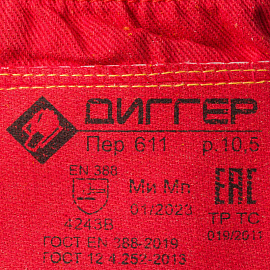 ДИГГЕР
Пер 611 р.10,5
EN 388
Ми Мп
4243В
01/2023
EAC
ТР ТС
019/2011
ГОСТ EN 388-2019
ГОСТ 12.4.252-2013